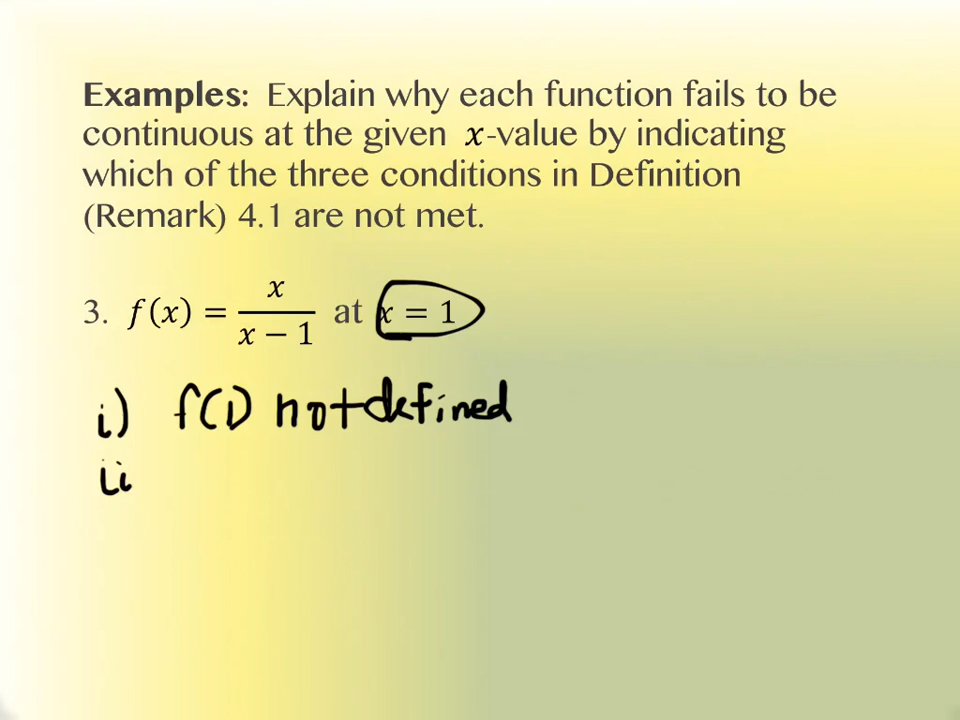 Examples: Explain why each function fails to be
continuous at the given x-value by indicating
which of the three conditions in Definition
(Remark) 4.1 are not met.
3. f(x) = x/(x − 1) at x = 1
i) f(1) not defined
ii